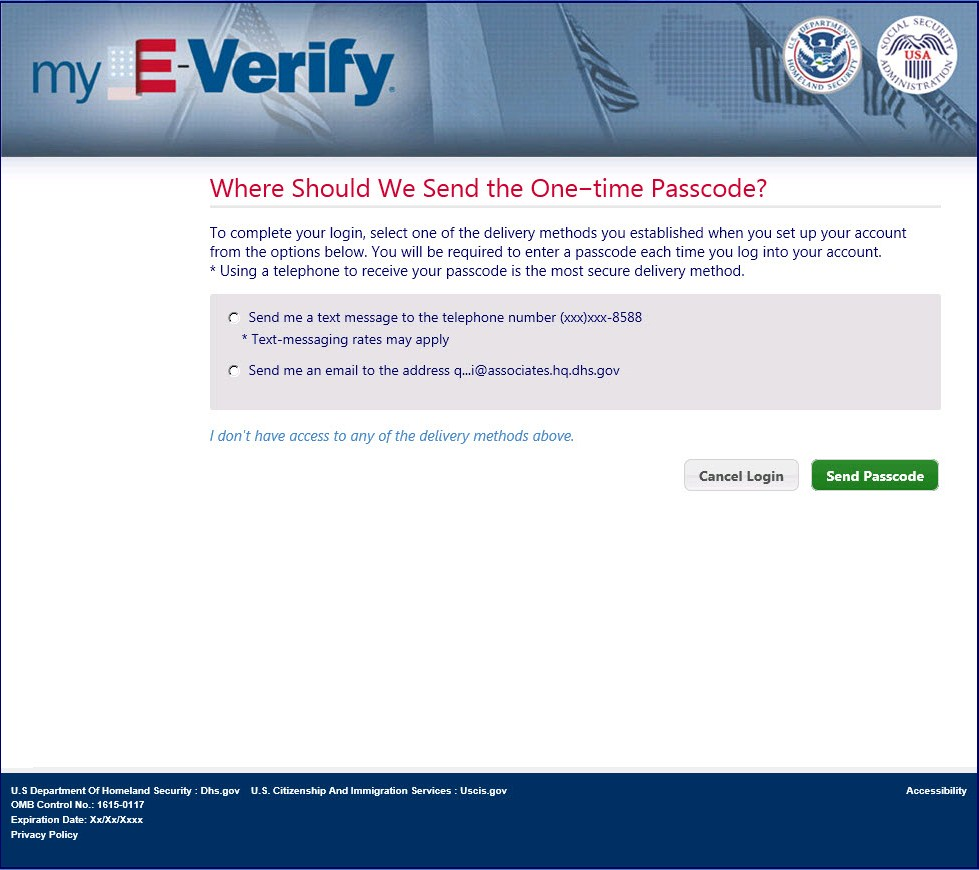 my E-Verify.
U.S. DEPARTMENT OF HOMELAND SECURITY
SOCIAL SECURITY ADMINISTRATION
USA
Where Should We Send the One-time Passcode?
To complete your login, select one of the delivery methods you established when you set up your account
from the options below. You will be required to enter a passcode each time you log into your account.
* Using a telephone to receive your passcode is the most secure delivery method.
Send me a text message to the telephone number (xxx)xxx-8588
* Text-messaging rates may apply
Send me an email to the address q...i@associates.hq.dhs.gov
I don't have access to any of the delivery methods above.
Cancel Login
Send Passcode
U.S Department Of Homeland Security : Dhs.gov U.S. Citizenship And Immigration Services : Uscis.gov Accessibility
OMB Control No.: 1615-0117
Expiration Date: Xx/Xx/Xxxx
Privacy Policy